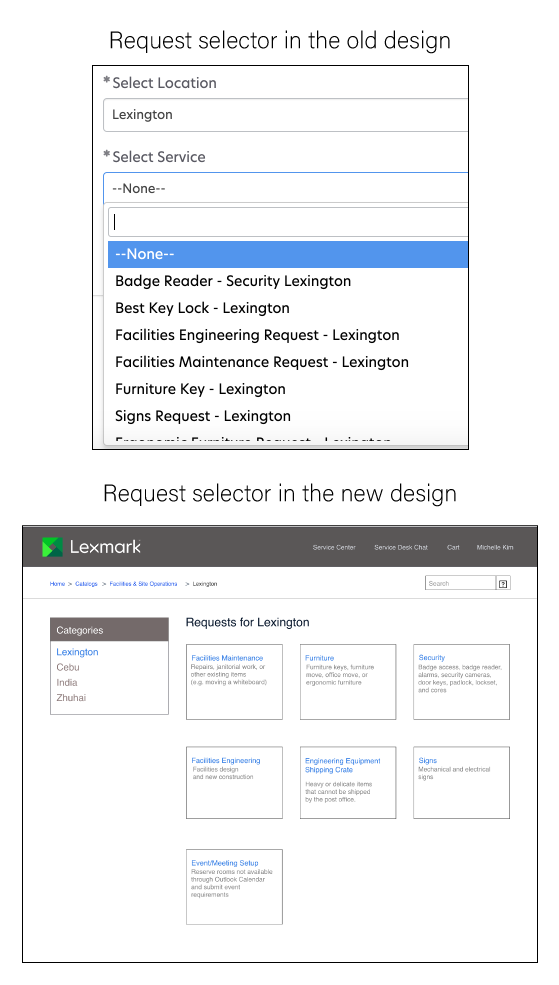 Request selector in the old design
*Select Location
Lexington
*Select Service
--None--
--None--
Badge Reader - Security Lexington
Best Key Lock - Lexington
Facilities Engineering Request - Lexington
Facilities Maintenance Request - Lexington
Furniture Key - Lexington
Signs Request - Lexington
Ergonomic Furniture Request - Lexington
Request selector in the new design
Lexmark
Service Center Service Desk Chat Cart Michelle Kim
Home > Catalogs > Facilities & Site Operations > Lexington
Search
?
Categories
Lexington
Cebu
India
Zhuhai
Requests for Lexington
Facilities Maintenance
Repairs, janitorial work, or
other existing items
(e.g. moving a whiteboard)
Furniture
Furniture keys, furniture
move, office move, or
ergonomic furniture
Security
Badge access, badge reader,
alarms, security cameras,
door keys, padlock, lockset,
and cores
Facilities Engineering
Facilities design
and new construction
Engineering Equipment
Shipping Crate
Heavy or delicate items
that cannot be shipped
by the post office.
Signs
Mechanical and electrical
signs
Event/Meeting Setup
Reserve rooms not available
through Outlook Calendar
and submit event
requirements